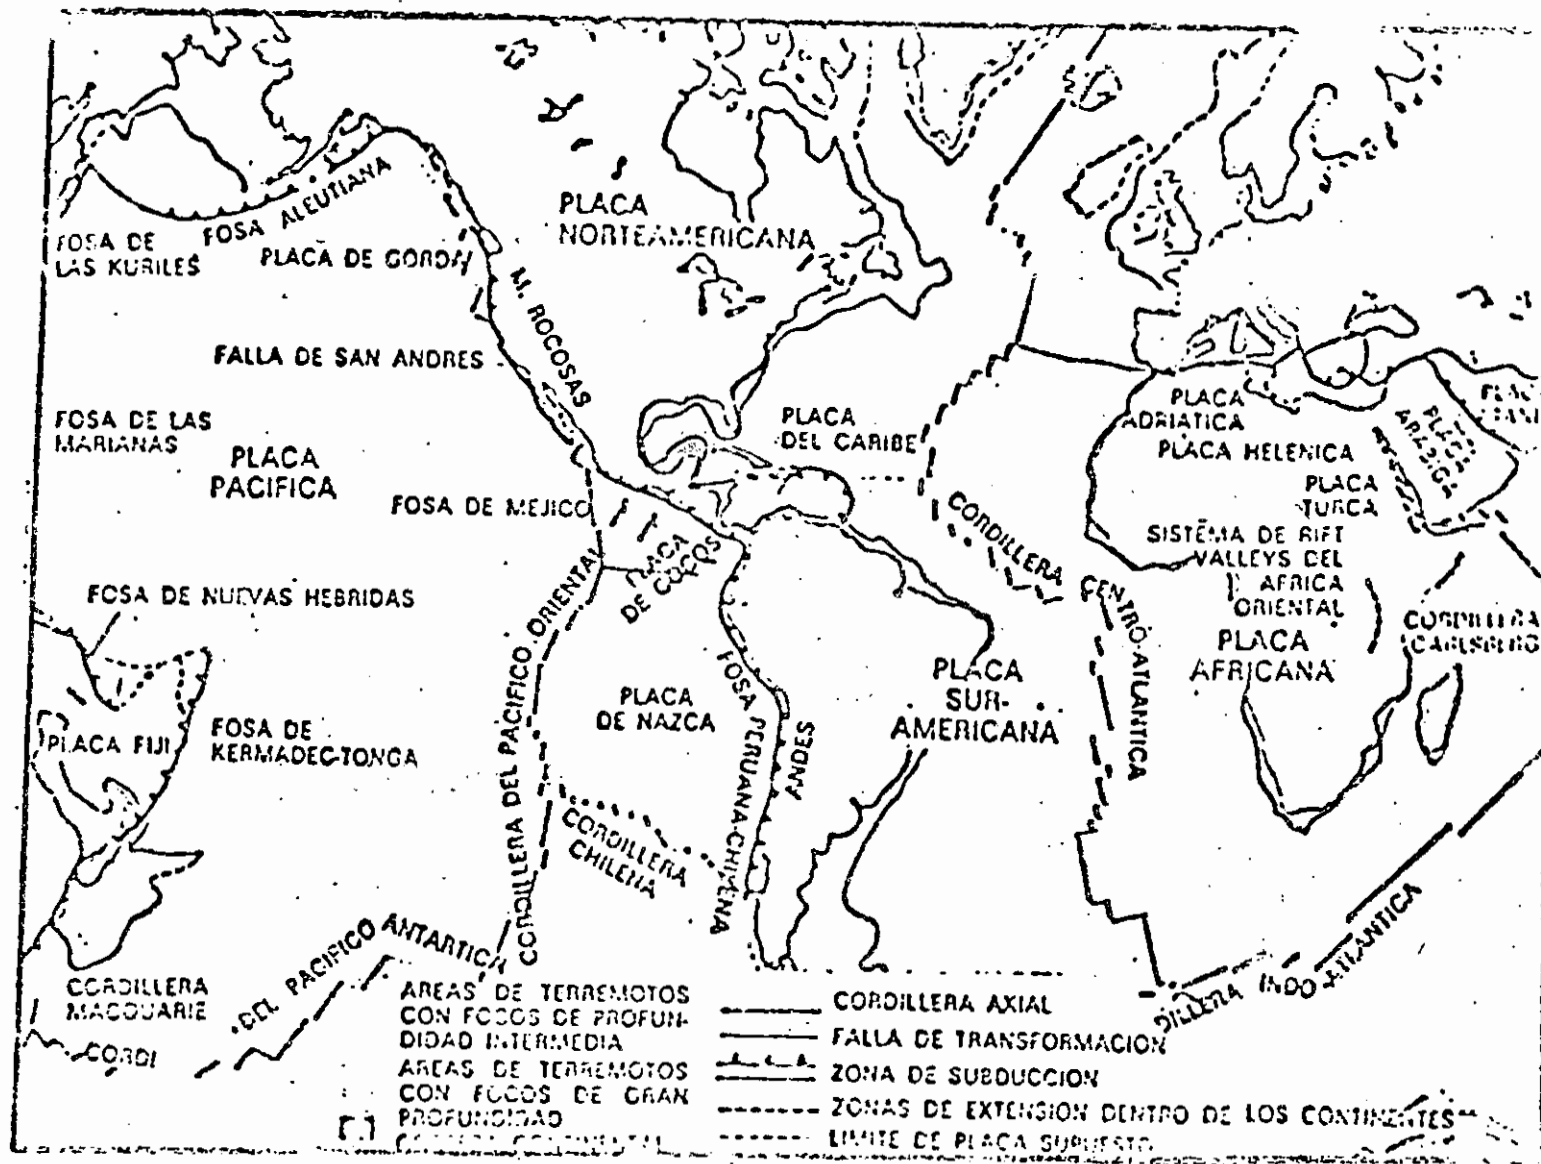 FOSA DE
LAS KURILES
FOSA ALEUTIANA
PLACA DE GORDA
PLACA
NORTEAMERICANA
M. ROCOSAS
FALLA DE SAN ANDRES
FOSA DE LAS
MARIANAS
PLACA
PACIFICA
PLACA
DEL CARIBE
PLACA
ADRIATICA
PLACA HELENICA
PLACA
ARABIGA
PLACA
TURCA
FOSA DE MEJICO
PLACA
DE COCOS
CORDILLERA
CENTRO-ATLANTICA
SISTEMA DE RIFT
VALLEYS DEL
AFRICA
ORIENTAL
PLACA
AFRICANA
CORDILLERA
CARLSBERG
FOSA DE NUEVAS HEBRIDAS
PLACA FIJI
FOSA DE
KERMADEC-TONGA
CORDILLERA DEL PACIFICO ORIENTAL
PLACA
DE NAZCA
FOSA PERUANA-CHILENA
ANDES
PLACA
SUR-
AMERICANA
CORDILLERA
CHILENA
CORDILLERA
MACQUARIE
CORDI
DEL PACIFICO ANTARTICA
DILLERA INDO ATLANTICA
AREAS DE TERREMOTOS
CON FOCOS DE PROFUN-
DIDAD INTERMEDIA
AREAS DE TERREMOTOS
CON FOCOS DE GRAN
PROFUNDIDAD
CORDILLERA AXIAL
FALLA DE TRANSFORMACION
ZONA DE SUBDUCCION
ZONAS DE EXTENSION DENTRO DE LOS CONTINENTES
LIMITE DE PLACA SUPUESTO